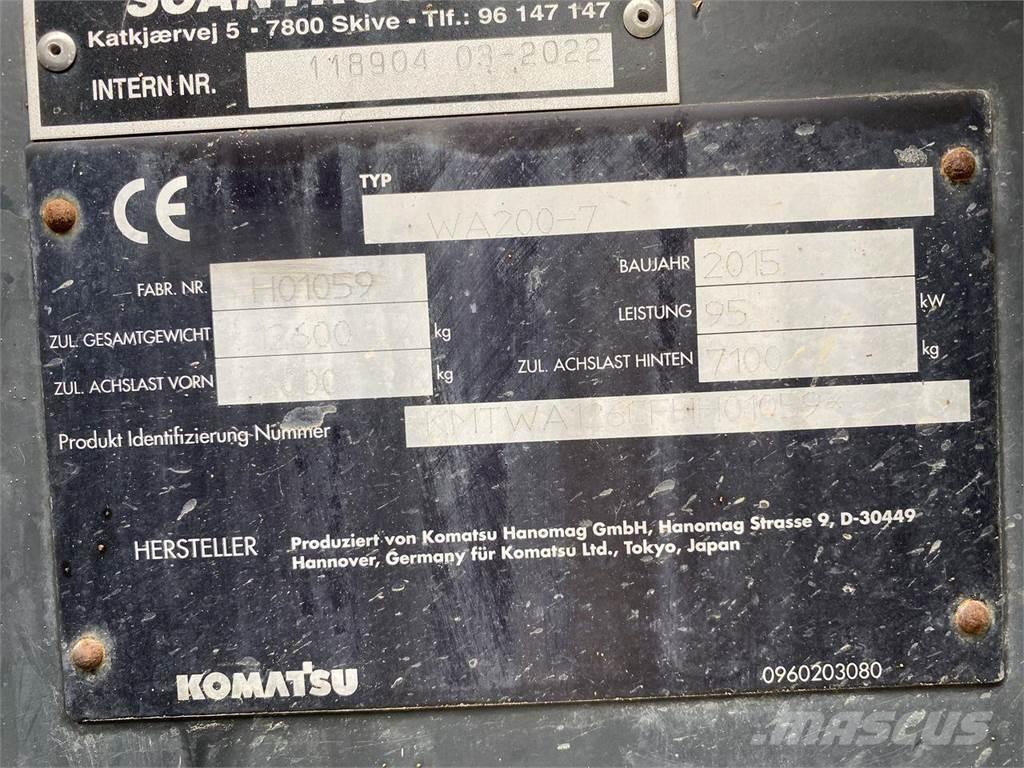 Katkjærvej 5 - 7800 Skive - Tlf.: 96 147 147
INTERN NR. 118904 03-2022
CE
TYP WA200-7
FABR. NR. H01059
BAUJAHR 2015
ZUL. GESAMTGEWICHT kg
LEISTUNG 95 kW
ZUL. ACHSLAST VORN kg
ZUL. ACHSLAST HINTEN 7100 kg
Produkt Identifizierung-Nummer
HERSTELLER Produziert von Komatsu Hanomag GmbH, Hanomag Strasse 9, D-30449
Hannover, Germany für Komatsu Ltd., Tokyo, Japan
KOMATSU
0960203080
MASCUS